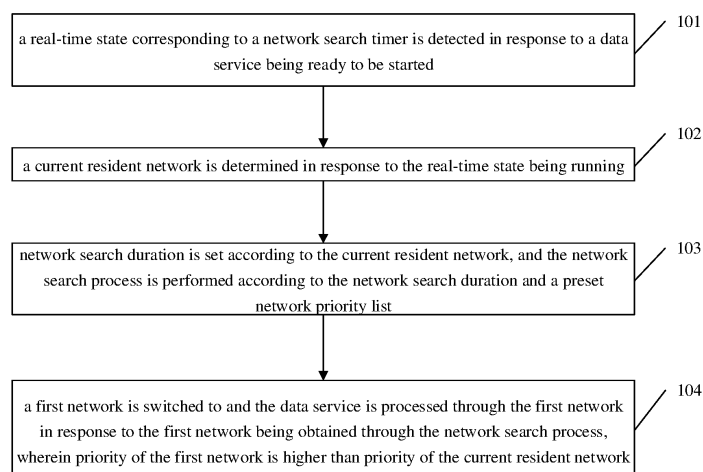 101
a real-time state corresponding to a network search timer is detected in response to a data
service being ready to be started
102
a current resident network is determined in response to the real-time state being running
103
network search duration is set according to the current resident network, and the network
search process is performed according to the network search duration and a preset
network priority list
104
a first network is switched to and the data service is processed through the first network
in response to the first network being obtained through the network search process,
wherein priority of the first network is higher than priority of the current resident network